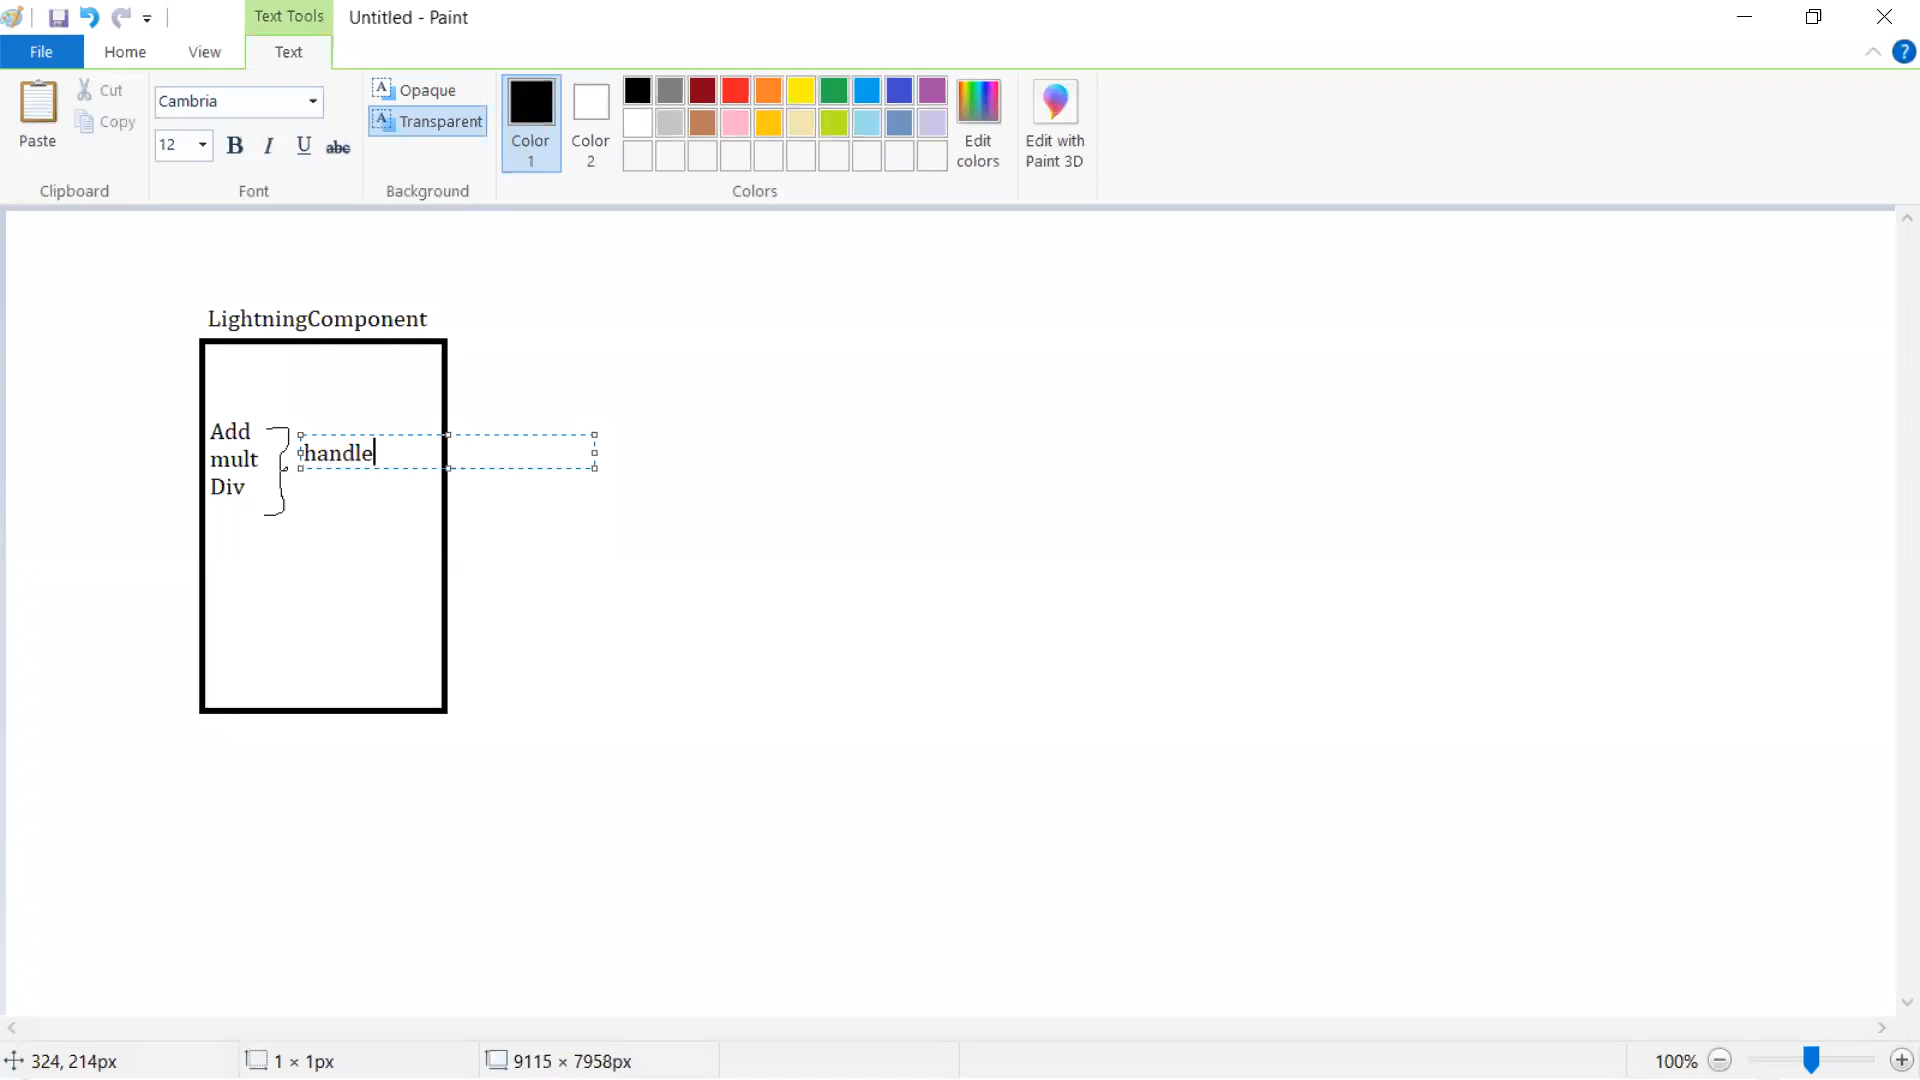 Text Tools
Untitled - Paint
File
Home
View
Text
Paste
Cut
Copy
Clipboard
Cambria
12
B I U abc
Font
Opaque
Transparent
Background
Color 1
Color 2
Colors
Edit colors
Edit with Paint 3D
?
LightningComponent
Add
mult
Div
handle
324, 214px
1 × 1px
9115 × 7958px
100%